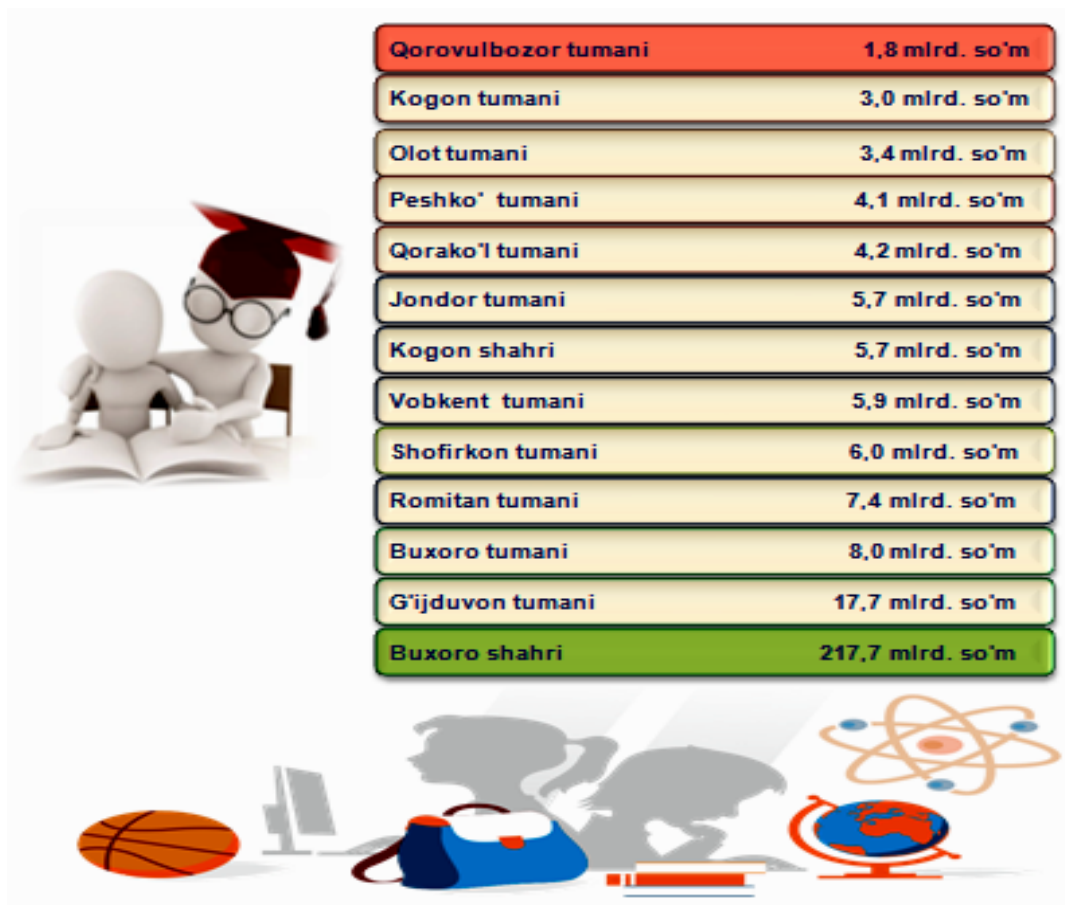 Qorovulbozor tumani 1,8 mlrd. so'm
Kogon tumani 3,0 mlrd. so'm
Olot tumani 3,4 mlrd. so'm
Peshko' tumani 4,1 mlrd. so'm
Qorako'l tumani 4,2 mlrd. so'm
Jondor tumani 5,7 mlrd. so'm
Kogon shahri 5,7 mlrd. so'm
Vobkent tumani 5,9 mlrd. so'm
Shofirkon tumani 6,0 mlrd. so'm
Romitan tumani 7,4 mlrd. so'm
Buxoro tumani 8,0 mlrd. so'm
G'ijduvon tumani 17,7 mlrd. so'm
Buxoro shahri 217,7 mlrd. so'm